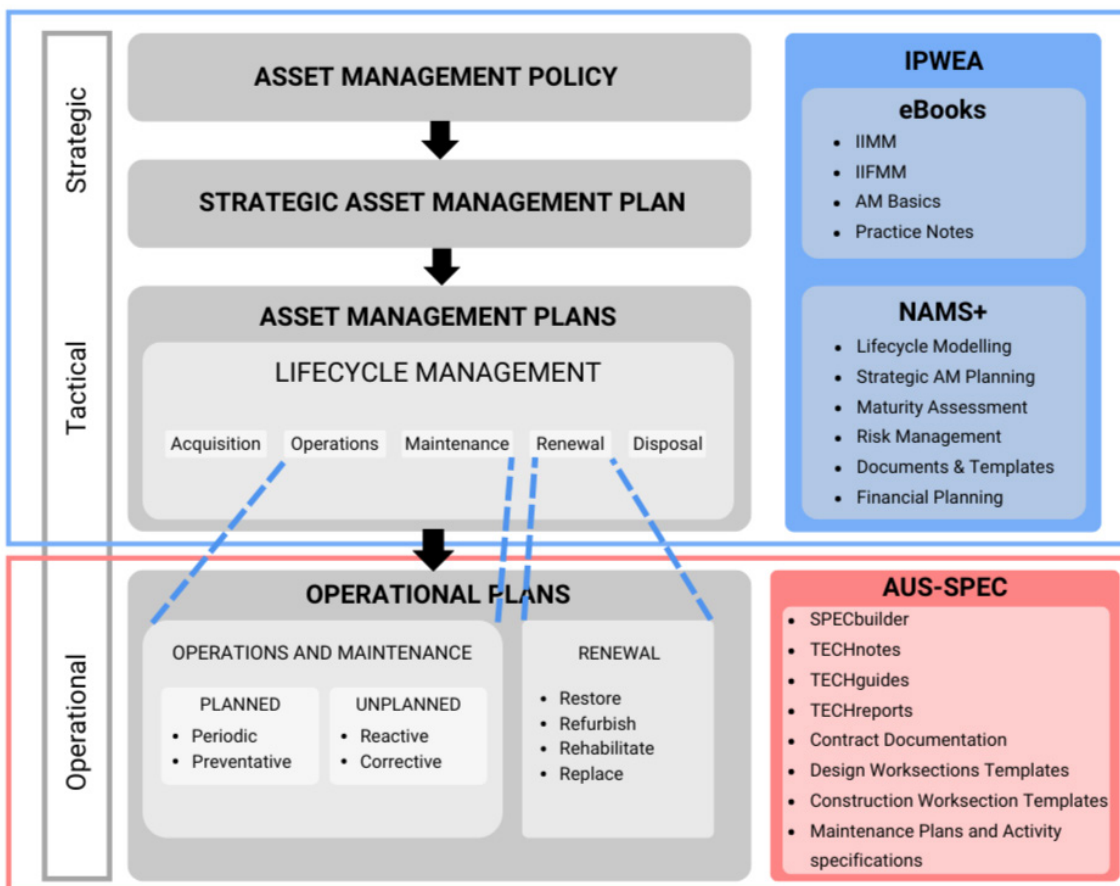 Strategic
Tactical
Operational
ASSET MANAGEMENT POLICY
STRATEGIC ASSET MANAGEMENT PLAN
ASSET MANAGEMENT PLANS
LIFECYCLE MANAGEMENT
Acquisition
Operations
Maintenance
Renewal
Disposal
OPERATIONAL PLANS
OPERATIONS AND MAINTENANCE
PLANNED
• Periodic
• Preventative
UNPLANNED
• Reactive
• Corrective
RENEWAL
• Restore
• Refurbish
• Rehabilitate
• Replace
IPWEA
eBooks
• IIMM
• IIFMM
• AM Basics
• Practice Notes
NAMS+
• Lifecycle Modelling
• Strategic AM Planning
• Maturity Assessment
• Risk Management
• Documents & Templates
• Financial Planning
AUS-SPEC
• SPECbuilder
• TECHnotes
• TECHguides
• TECHreports
• Contract Documentation
• Design Worksections Templates
• Construction Worksection Templates
• Maintenance Plans and Activity
specifications